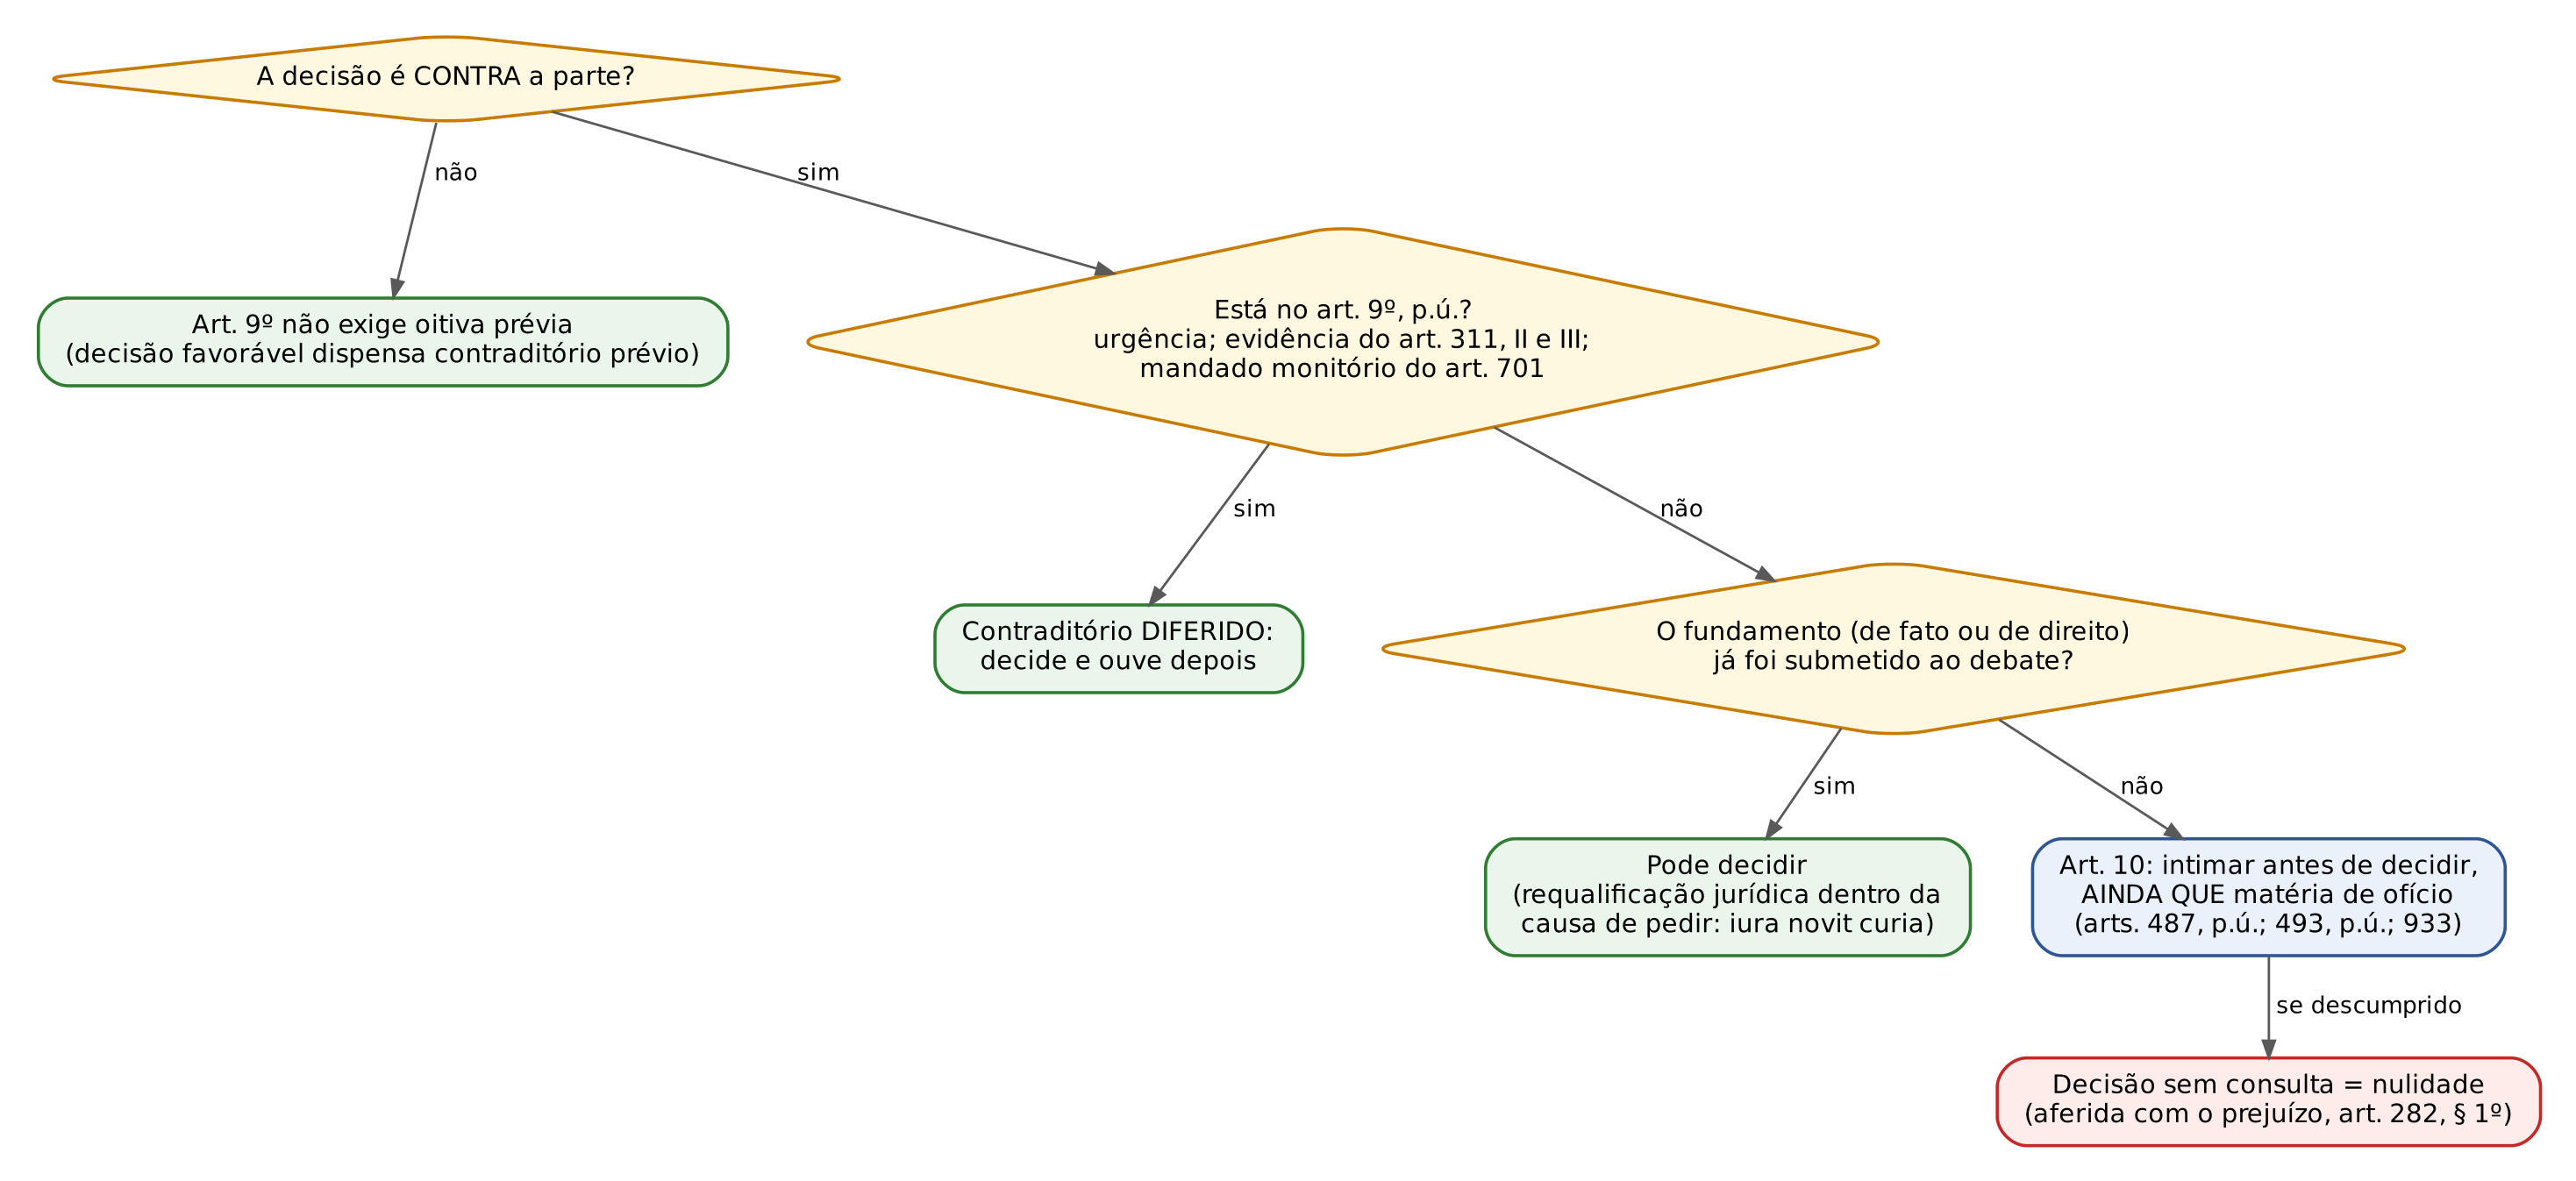 A decisão é CONTRA a parte?
não
sim
Art. 9º não exige oitiva prévia
(decisão favorável dispensa contraditório prévio)
Está no art. 9º, p.ú.?
urgência; evidência do art. 311, II e III;
mandado monitório do art. 701
sim
não
Contraditório DIFERIDO:
decide e ouve depois
O fundamento (de fato ou de direito)
já foi submetido ao debate?
sim
não
Pode decidir
(requalificação jurídica dentro da
causa de pedir: iura novit curia)
Art. 10: intimar antes de decidir,
AINDA QUE matéria de ofício
(arts. 487, p.ú.; 493, p.ú.; 933)
se descumprido
Decisão sem consulta = nulidade
(aferida com o prejuízo, art. 282, § 1º)